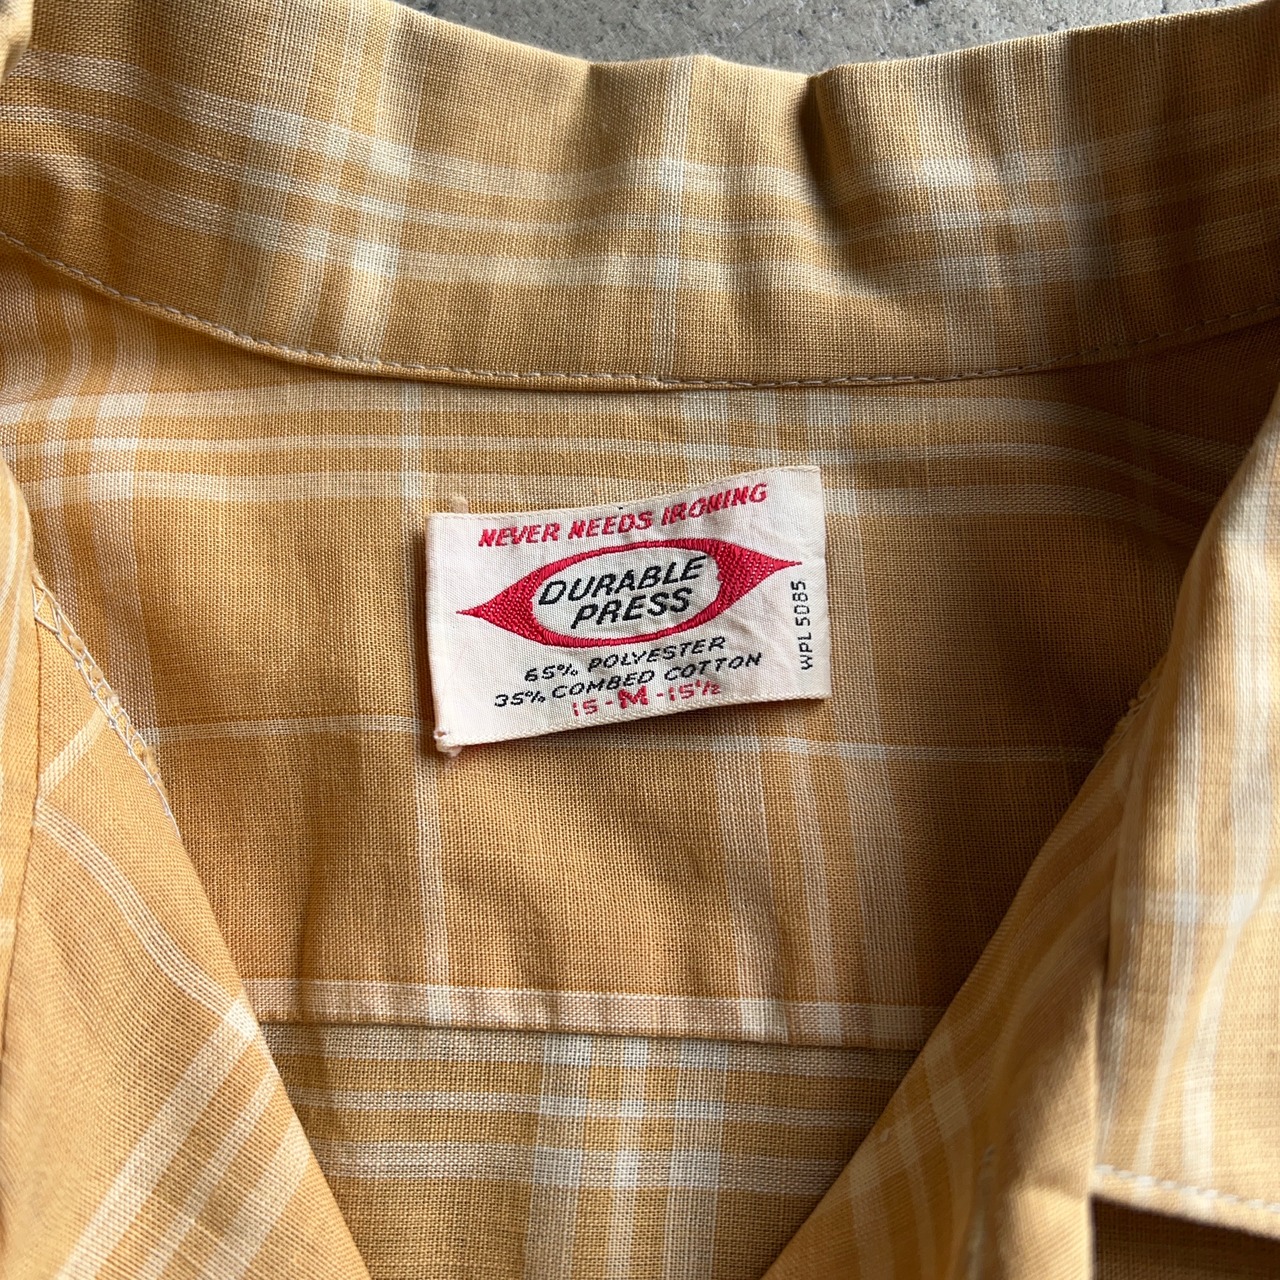 NEVER NEEDS IRONING
DURABLE
PRESS
65% POLYESTER
35% COMBED COTTON
15-M-15½
WPL 5085